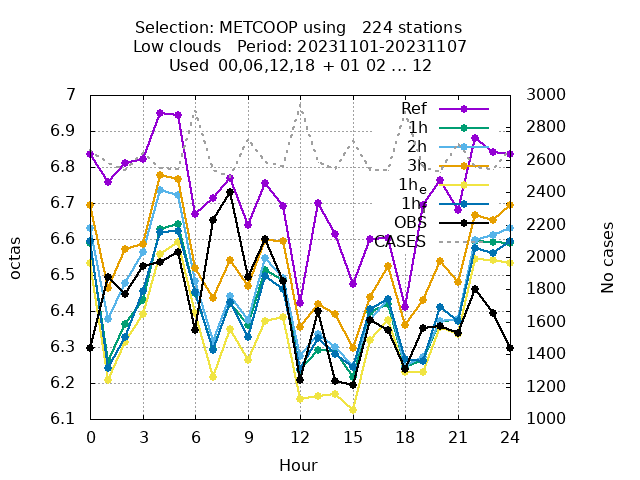 Selection: METCOOP using   224 stations
Low clouds   Period: 20231101-20231107
Used  00,06,12,18 + 01 02 ... 12
octas
No cases
7
6.9
6.8
6.7
6.6
6.5
6.4
6.3
6.2
6.1
3000
2800
2600
2400
2200
2000
1800
1600
1400
1200
1000
Ref
1h
2h
3h
1he
1h
OBS
CASES
0 3 6 9 12 15 18 21 24
Hour